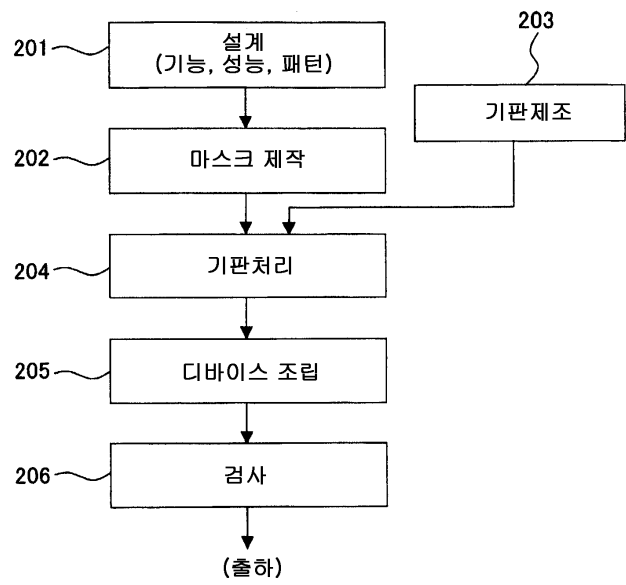 201
설계
(기능, 성능, 패턴)
203
기판제조
202
마스크 제작
204
기판처리
205
디바이스 조립
206
검사
(출하)